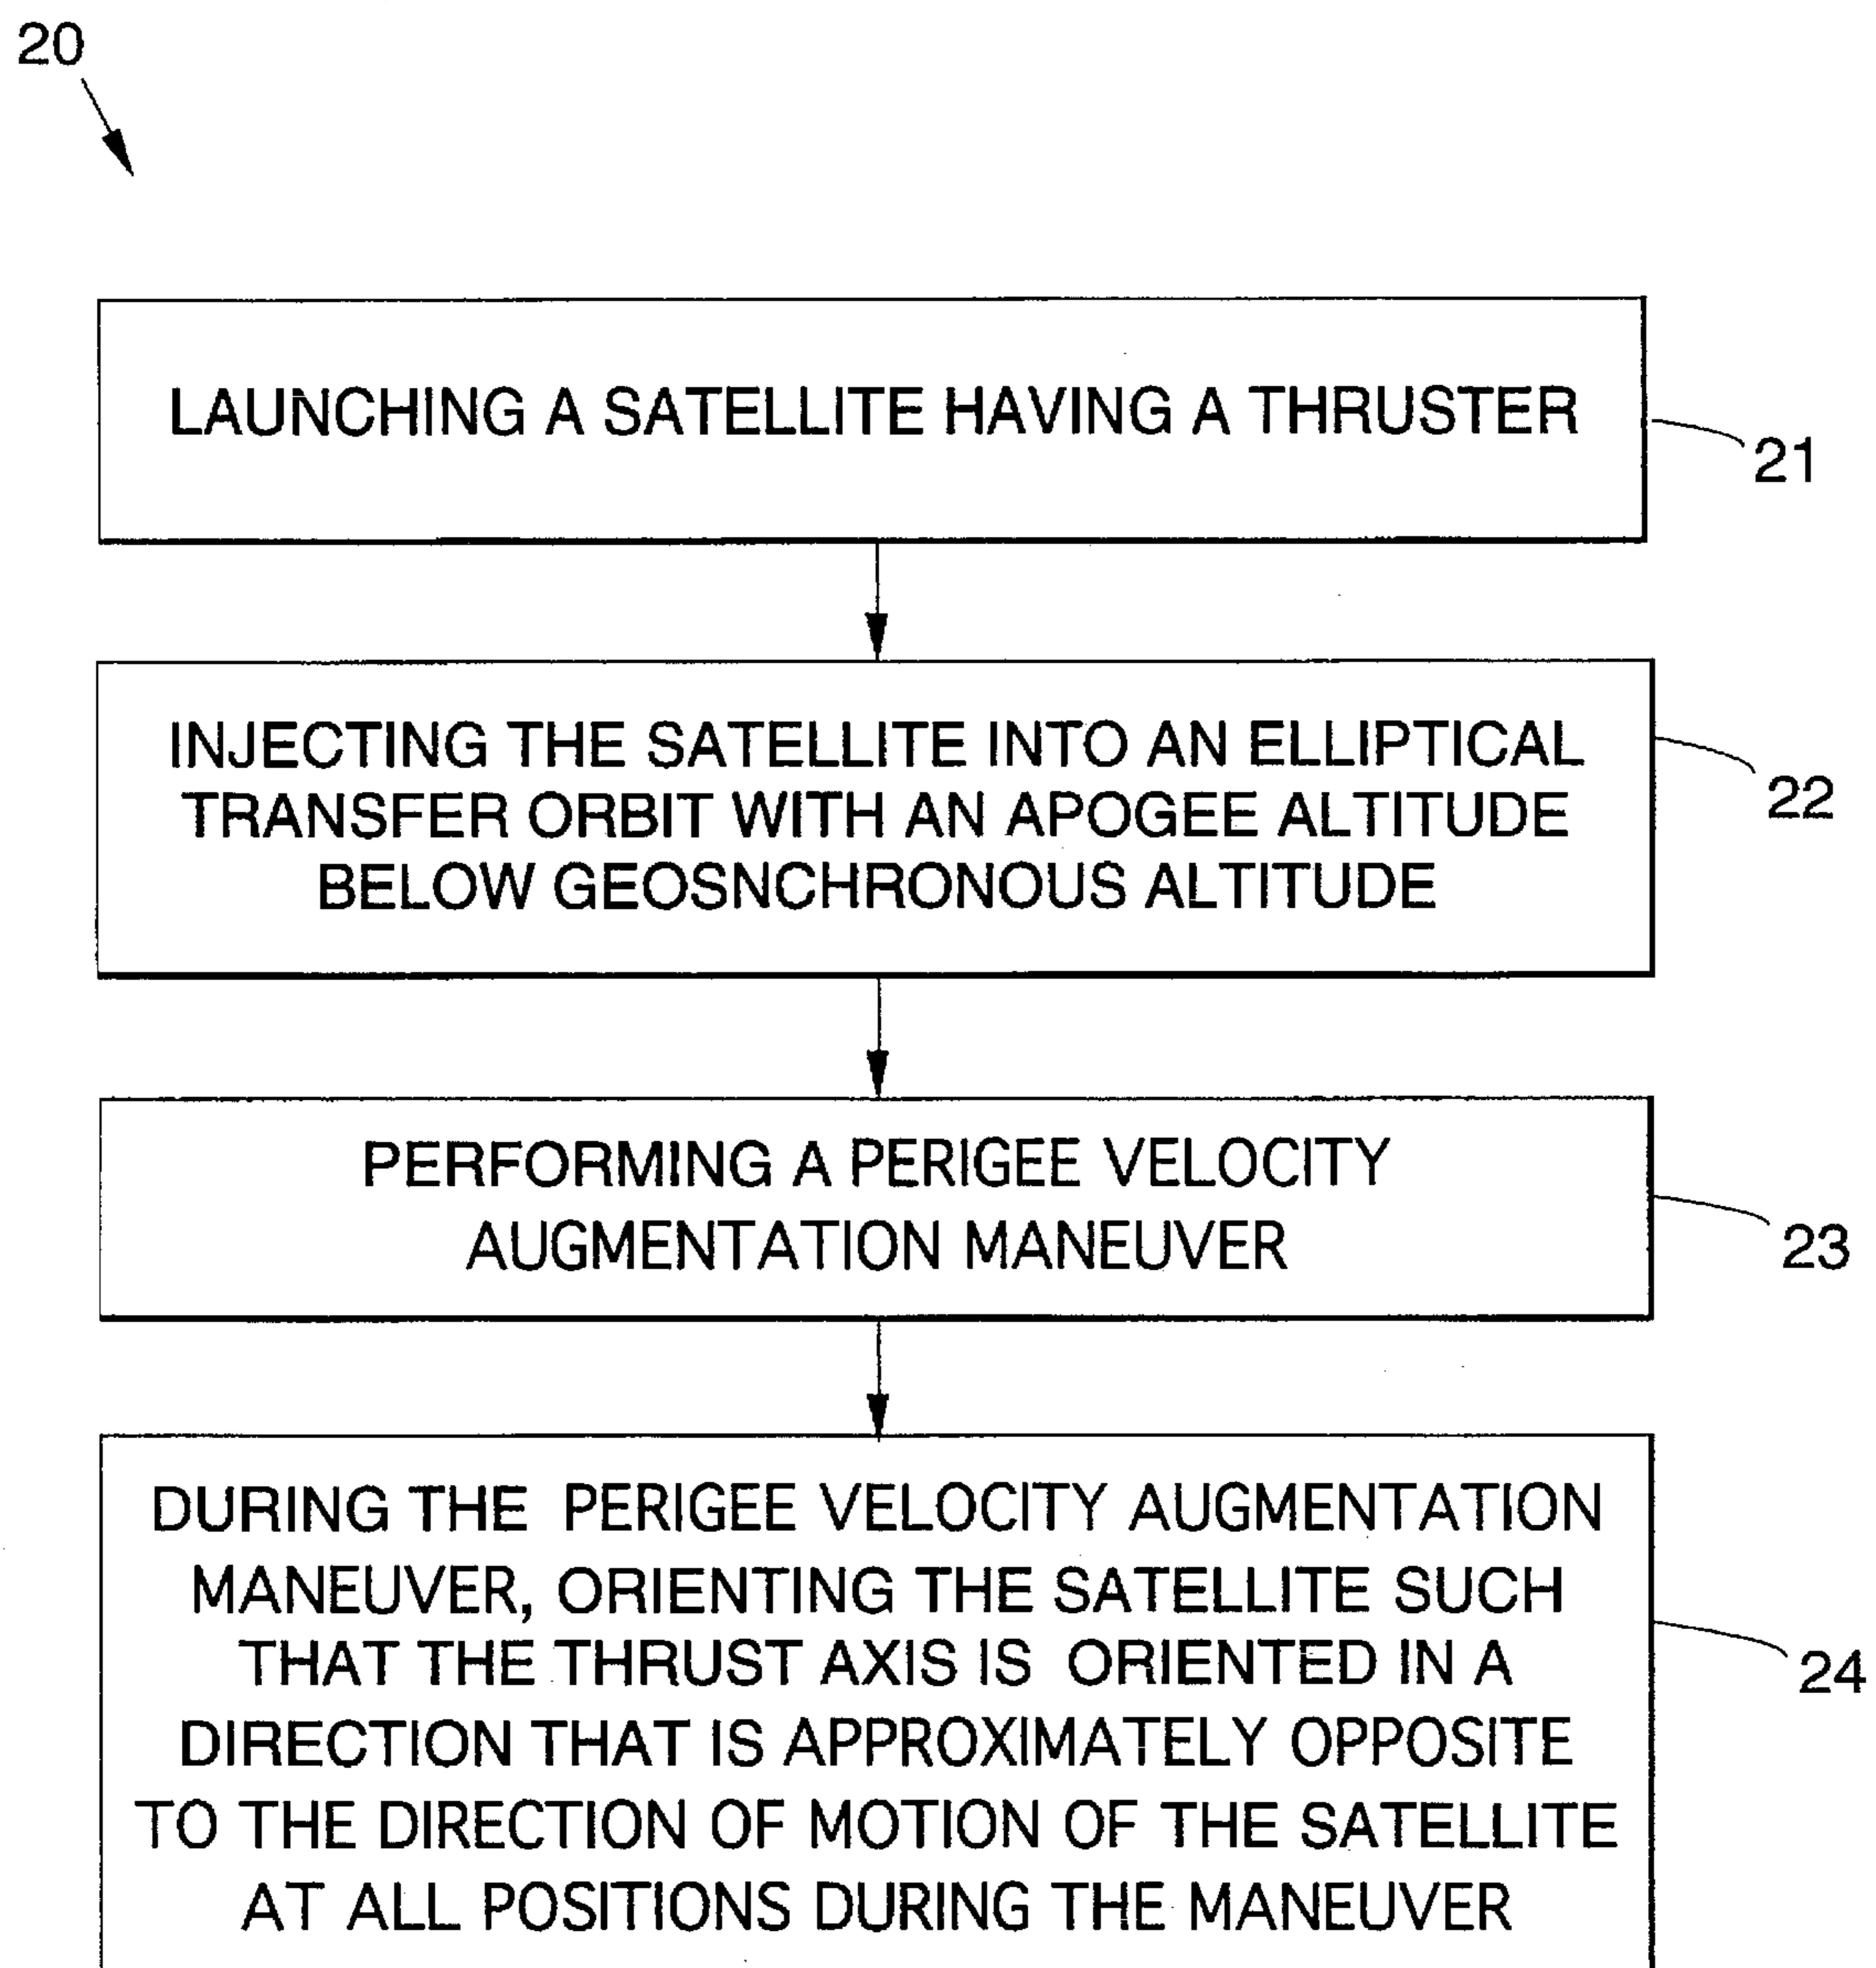 20
LAUNCHING A SATELLITE HAVING A THRUSTER
21
INJECTING THE SATELLITE INTO AN ELLIPTICAL
TRANSFER ORBIT WITH AN APOGEE ALTITUDE
BELOW GEOSNCHRONOUS ALTITUDE
22
PERFORMING A PERIGEE VELOCITY
AUGMENTATION MANEUVER
23
DURING THE PERIGEE VELOCITY AUGMENTATION
MANEUVER, ORIENTING THE SATELLITE SUCH
THAT THE THRUST AXIS IS ORIENTED IN A
DIRECTION THAT IS APPROXIMATELY OPPOSITE
TO THE DIRECTION OF MOTION OF THE SATELLITE
AT ALL POSITIONS DURING THE MANEUVER
24